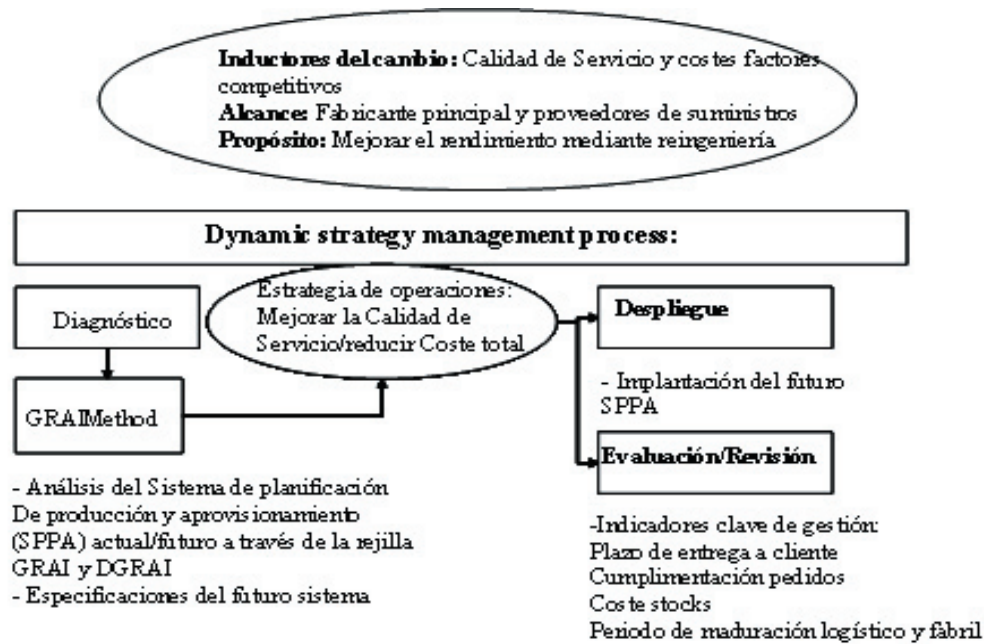 Inductores del cambio: Calidad de Servicio y costes factores
competitivos
Alcance: Fabricante principal y proveedores de suministros
Propósito: Mejorar el rendimiento mediante reingeniería
Dynamic strategy management process:
Diagnóstico
GRAIMethod
- Análisis del Sistema de planificación
De producción y aprovisionamiento
(SPPA) actual/futuro a través de la rejilla
GRAI y DGRAI
- Especificaciones del futuro sistema
Estrategia de operaciones:
Mejorar la Calidad de
Servicio/reducir Coste total
Despliegue
- Implantación del futuro
SPPA
Evaluación/Revisión
-Indicadores clave de gestión:
Plazo de entrega a cliente
Cumplimentación pedidos
Coste stocks
Periodo de maduración logístico y fabril